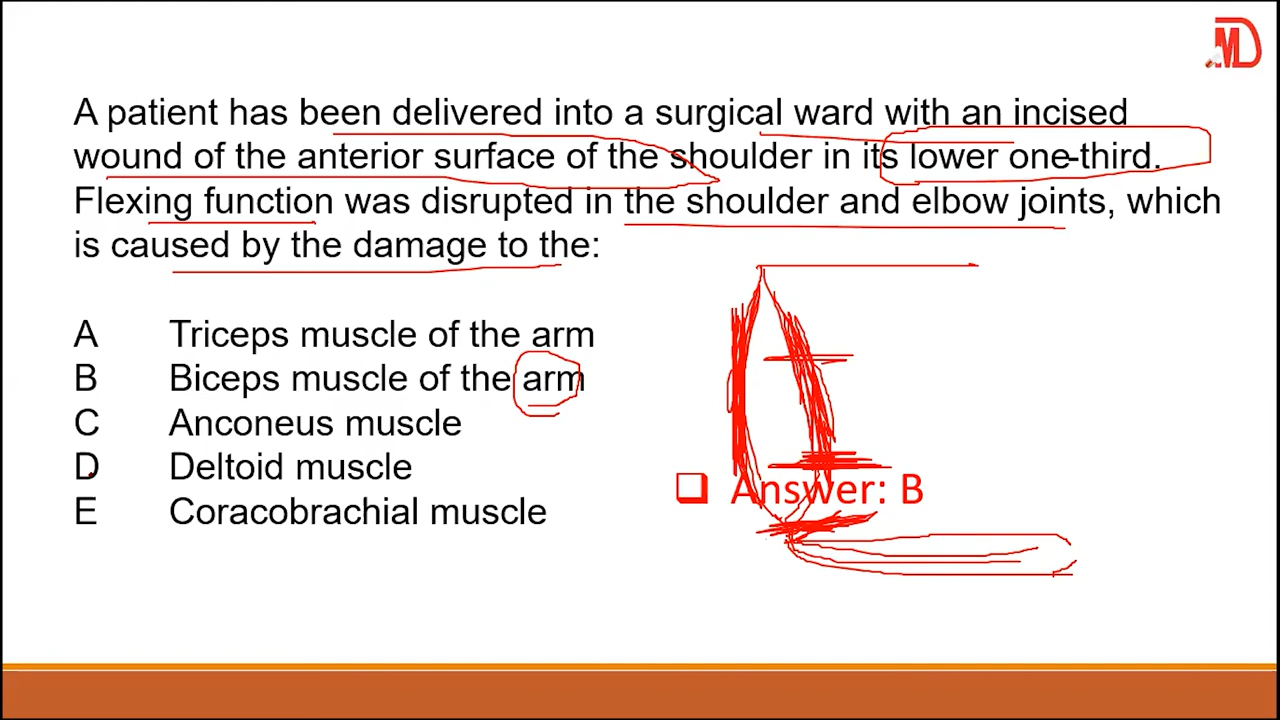 MD
A patient has been delivered into a surgical ward with an incised
wound of the anterior surface of the shoulder in its lower one-third.
Flexing function was disrupted in the shoulder and elbow joints, which
is caused by the damage to the:
A Triceps muscle of the arm
B Biceps muscle of the arm
C Anconeus muscle
D Deltoid muscle
E Coracobrachial muscle
Answer: B